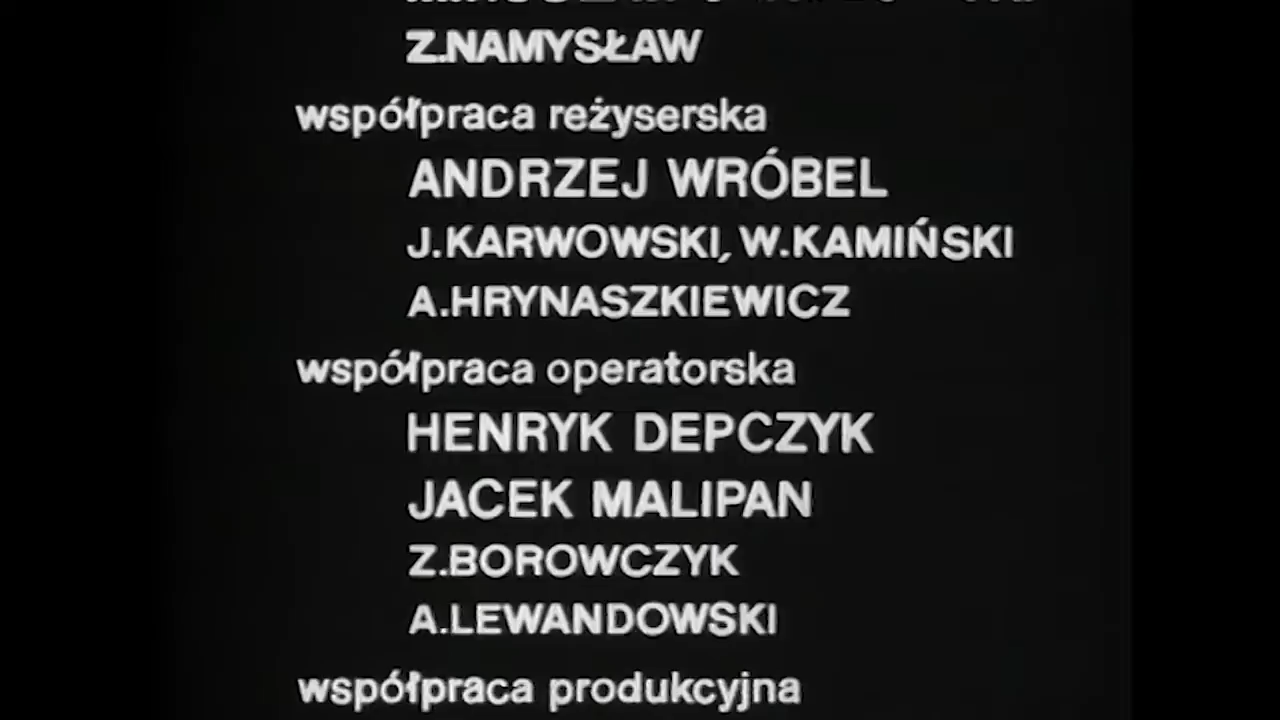 Z.NAMYSŁAW
współpraca reżyserska
ANDRZEJ WRÓBEL
J.KARWOWSKI, W.KAMIŃSKI
A.HRYNASZKIEWICZ
współpraca operatorska
HENRYK DEPCZYK
JACEK MALIPAN
Z.BOROWCZYK
A.LEWANDOWSKI
współpraca produkcyjna